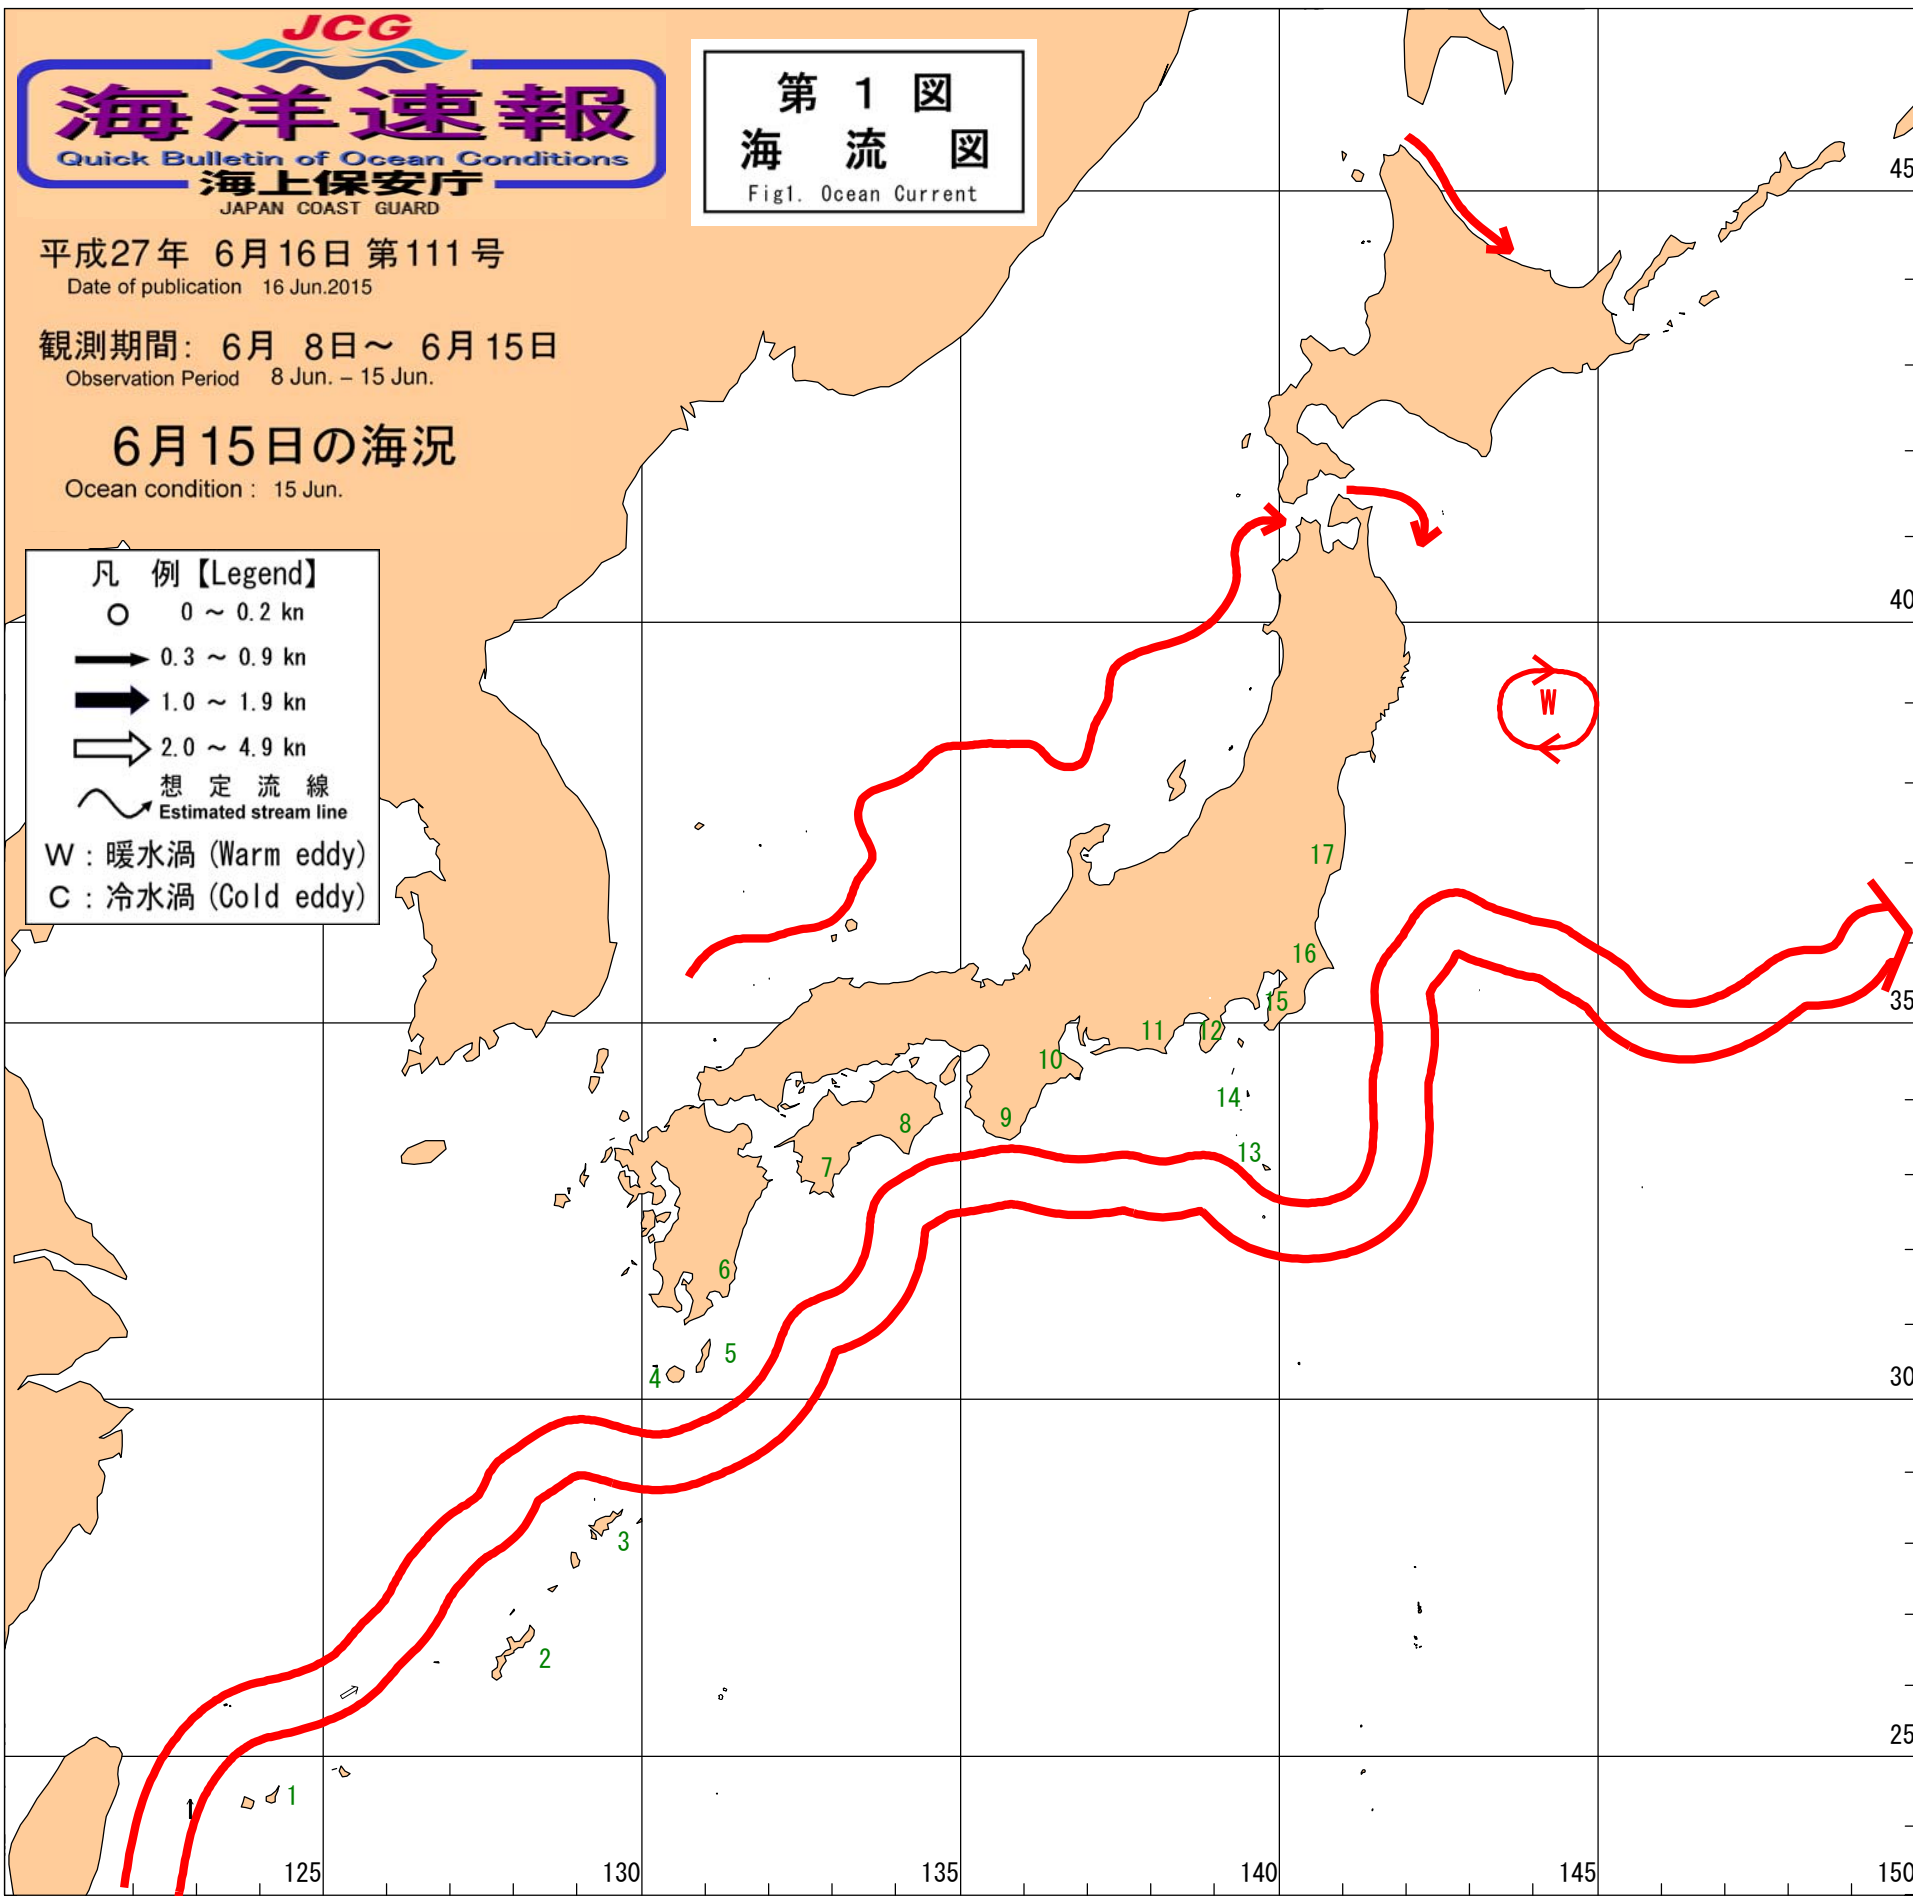 JCG
海洋速報
Quick Bulletin of Ocean Conditions
海上保安庁
JAPAN COAST GUARD
第 1 図
海 流 図
Fig1. Ocean Current
平成27年 6月16日 第111号
Date of publication 16 Jun.2015
観測期間: 6月 8日～ 6月15日
Observation Period 8 Jun. – 15 Jun.
6月15日の海況
Ocean condition : 15 Jun.
凡 例【Legend】
0 ～ 0.2 kn
0.3 ～ 0.9 kn
1.0 ～ 1.9 kn
2.0 ～ 4.9 kn
想 定 流 線
Estimated stream line
W : 暖水渦 (Warm eddy)
C : 冷水渦 (Cold eddy)
45
40
W
17
16
35
15
12
11
10
14
9
8
13
7
6
5
4
30
3
2
25
1
125
130
135
140
145
150